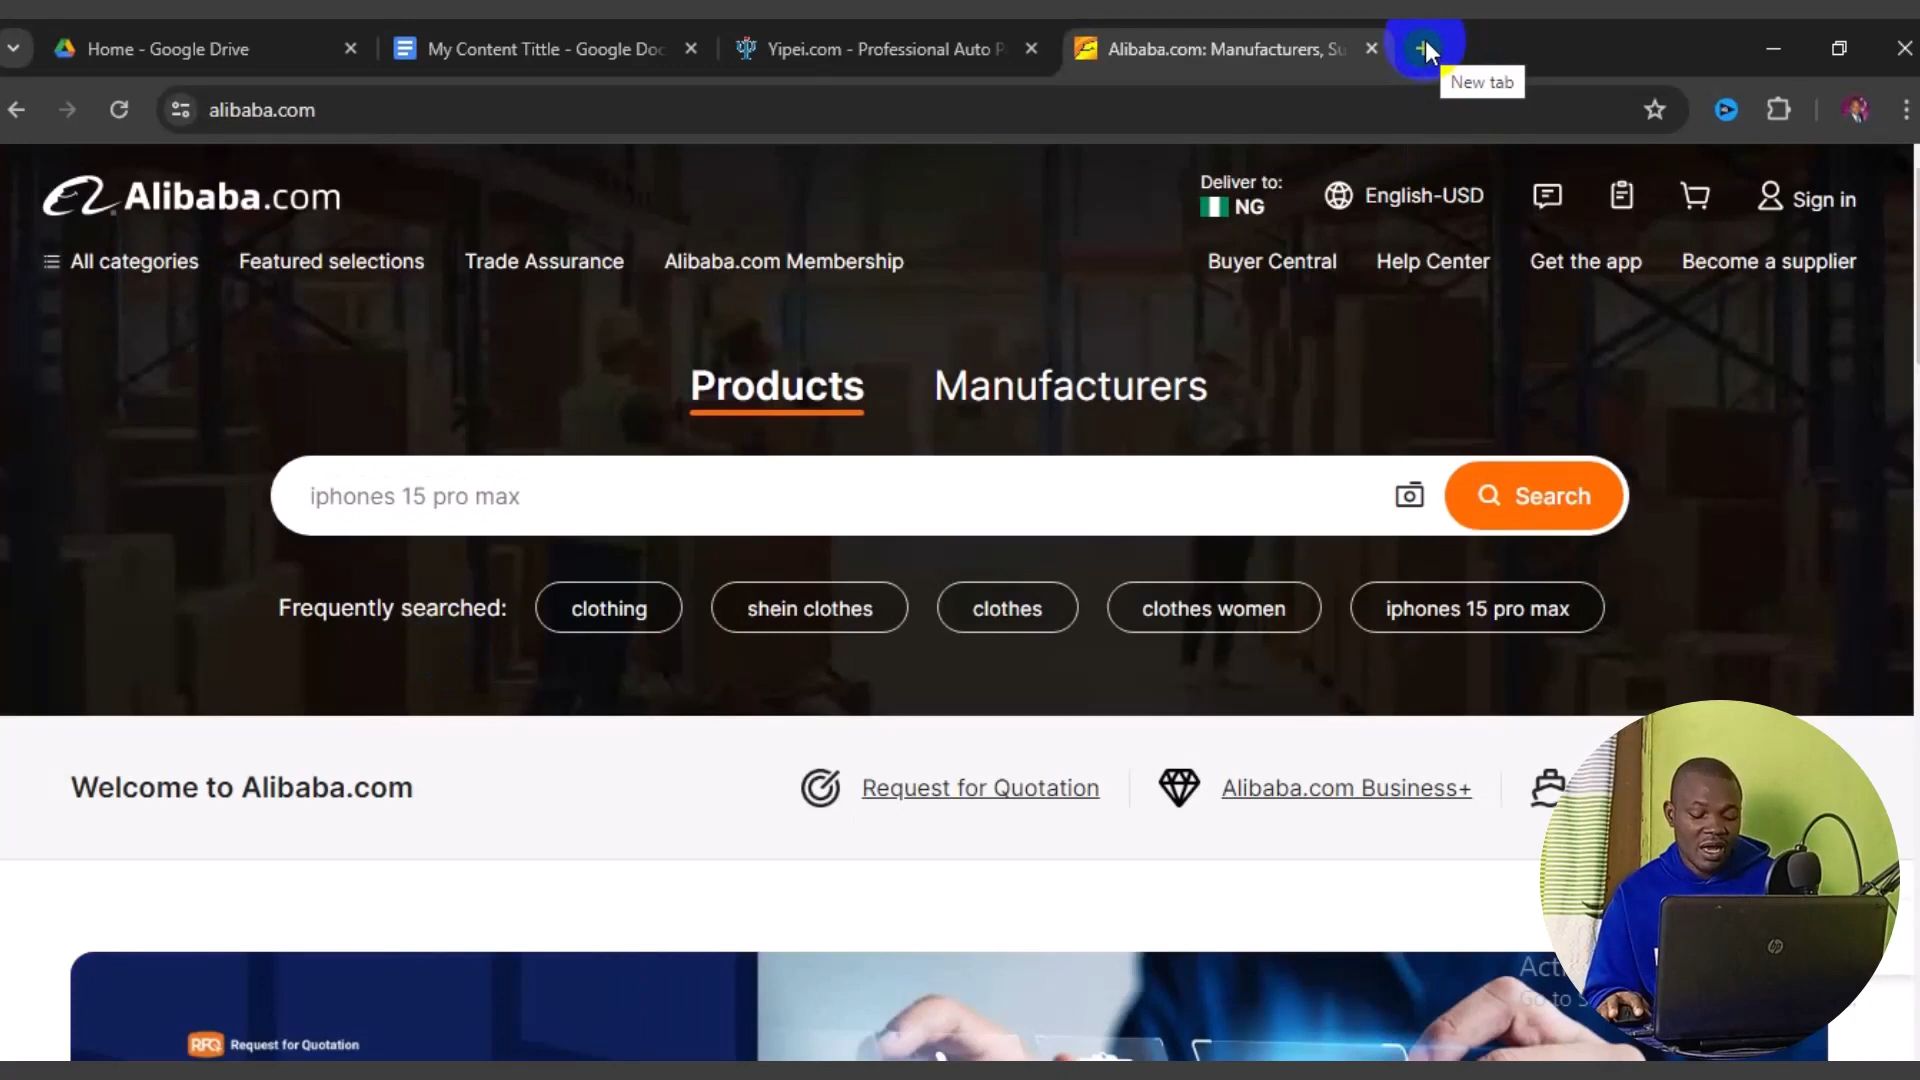 Home - Google Drive
My Content Tittle - Google Doc
Yipei.com - Professional Auto P
Alibaba.com: Manufacturers, Su
New tab
alibaba.com
Alibaba.com
Deliver to:
NG
English-USD
Sign in
All categories
Featured selections
Trade Assurance
Alibaba.com Membership
Buyer Central
Help Center
Get the app
Become a supplier
Products
Manufacturers
iphones 15 pro max
Search
Frequently searched:
clothing
shein clothes
clothes
clothes women
iphones 15 pro max
Welcome to Alibaba.com
Request for Quotation
Alibaba.com Business+
Acti
Go to S
RFQ Request for Quotation
hp